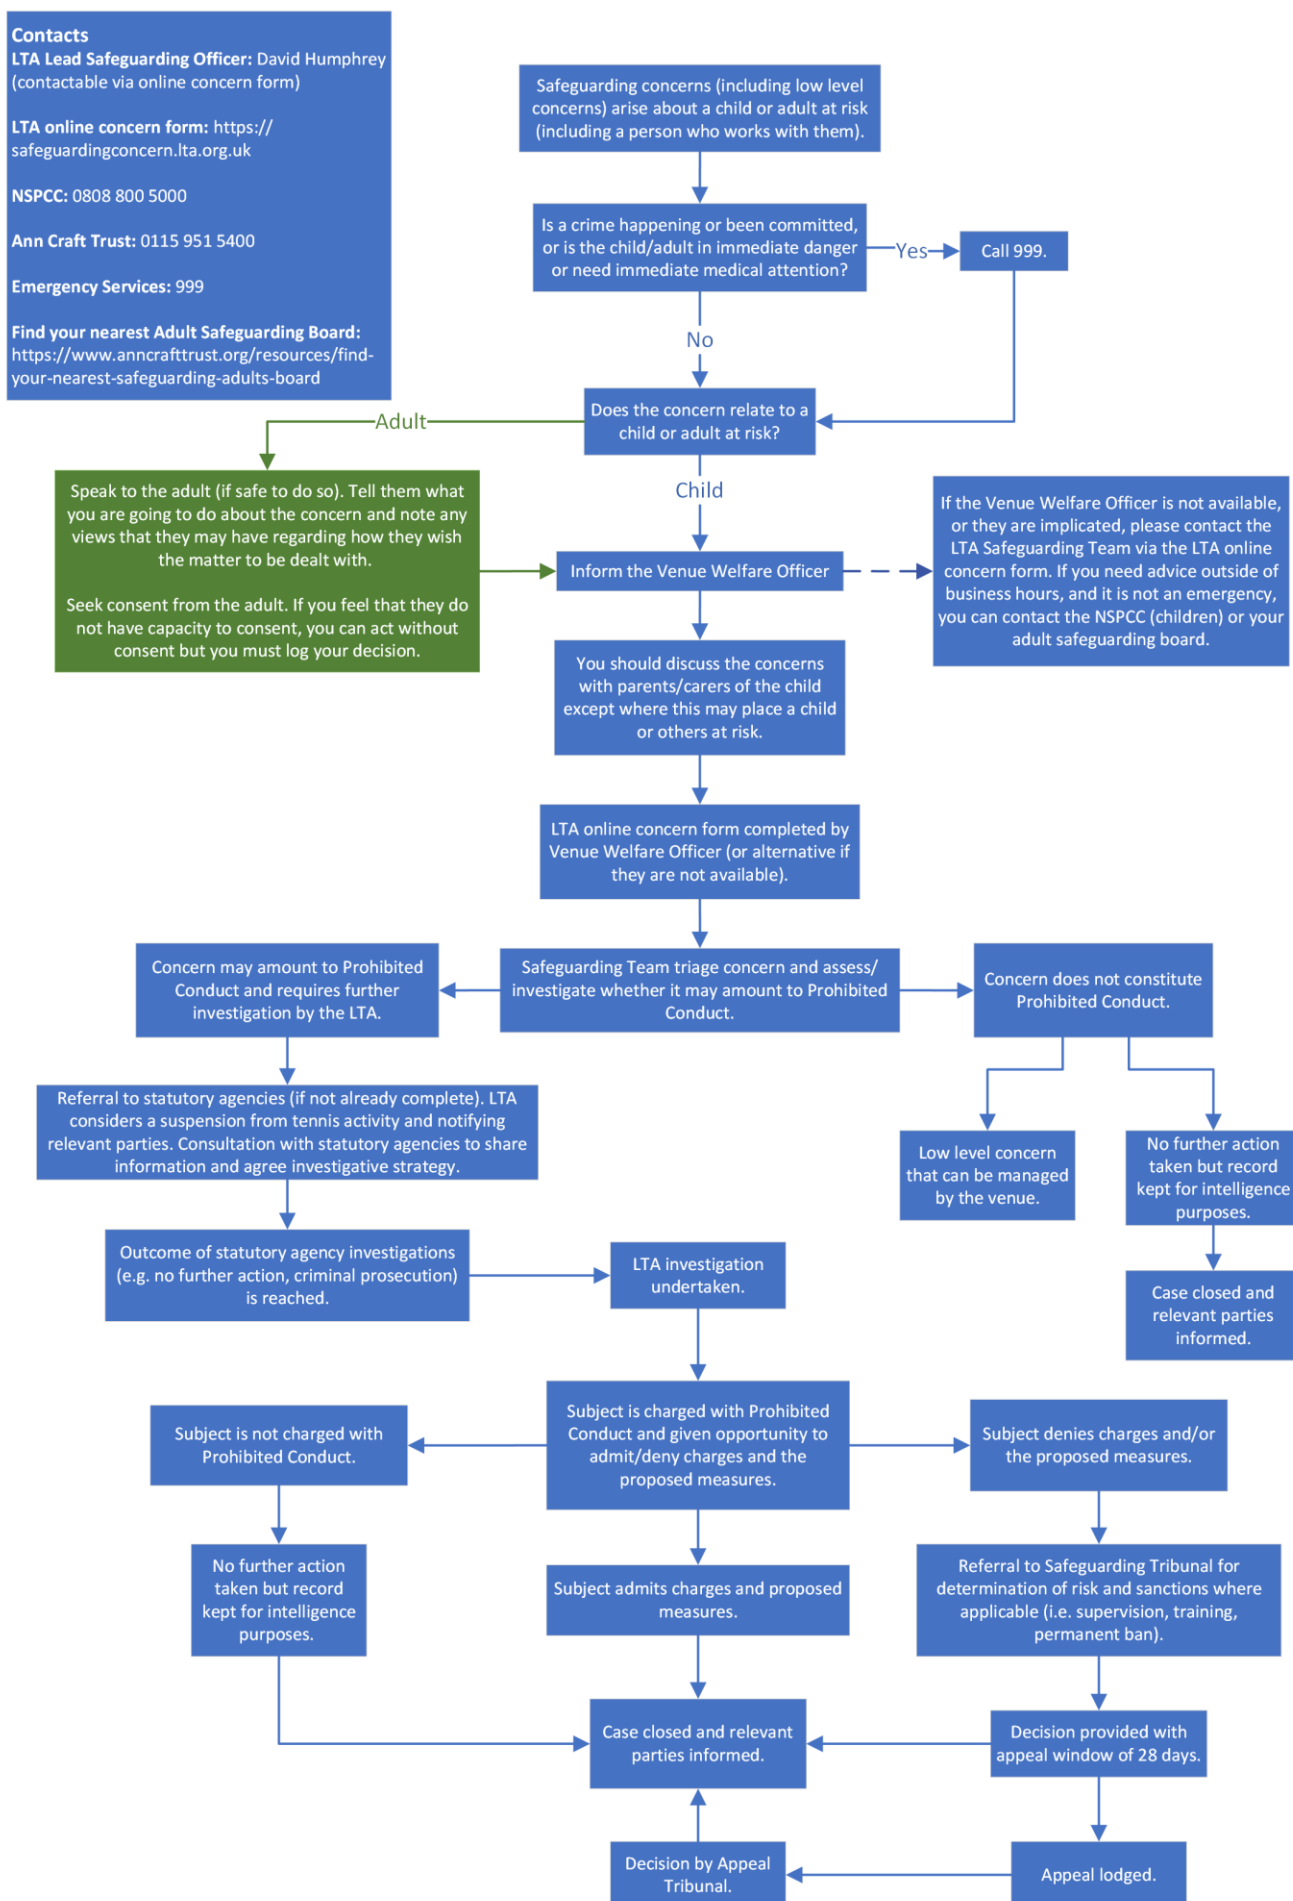 Contacts
LTA Lead Safeguarding Officer: David Humphrey
(contactable via online concern form)
LTA online concern form: https://
safeguardingconcern.lta.org.uk
NSPCC: 0808 800 5000
Ann Craft Trust: 0115 951 5400
Emergency Services: 999
Find your nearest Adult Safeguarding Board:
https://www.anncrafttrust.org/resources/find-
your-nearest-safeguarding-adults-board
Safeguarding concerns (including low level
concerns) arise about a child or adult at risk
(including a person who works with them).
Is a crime happening or been committed,
or is the child/adult in immediate danger
or need immediate medical attention?
Yes
Call 999.
No
Does the concern relate to a
child or adult at risk?
Adult
Speak to the adult (if safe to do so). Tell them what
you are going to do about the concern and note any
views that they may have regarding how they wish
the matter to be dealt with.
Seek consent from the adult. If you feel that they do
not have capacity to consent, you can act without
consent but you must log your decision.
Child
Inform the Venue Welfare Officer
If the Venue Welfare Officer is not available,
or they are implicated, please contact the
LTA Safeguarding Team via the LTA online
concern form. If you need advice outside of
business hours, and it is not an emergency,
you can contact the NSPCC (children) or your
adult safeguarding board.
You should discuss the concerns
with parents/carers of the child
except where this may place a child
or others at risk.
LTA online concern form completed by
Venue Welfare Officer (or alternative if
they are not available).
Safeguarding Team triage concern and assess/
investigate whether it may amount to Prohibited
Conduct.
Concern may amount to Prohibited
Conduct and requires further
investigation by the LTA.
Concern does not constitute
Prohibited Conduct.
Referral to statutory agencies (if not already complete). LTA
considers a suspension from tennis activity and notifying
relevant parties. Consultation with statutory agencies to share
information and agree investigative strategy.
Low level concern
that can be managed
by the venue.
No further action
taken but record
kept for intelligence
purposes.
Outcome of statutory agency investigations
(e.g. no further action, criminal prosecution)
is reached.
LTA investigation
undertaken.
Case closed and
relevant parties
informed.
Subject is not charged with
Prohibited Conduct.
Subject is charged with Prohibited
Conduct and given opportunity to
admit/deny charges and the
proposed measures.
Subject denies charges and/or
the proposed measures.
No further action
taken but record
kept for intelligence
purposes.
Subject admits charges and proposed
measures.
Referral to Safeguarding Tribunal for
determination of risk and sanctions where
applicable (i.e. supervision, training,
permanent ban).
Case closed and relevant
parties informed.
Decision provided with
appeal window of 28 days.
Decision by Appeal
Tribunal.
Appeal lodged.